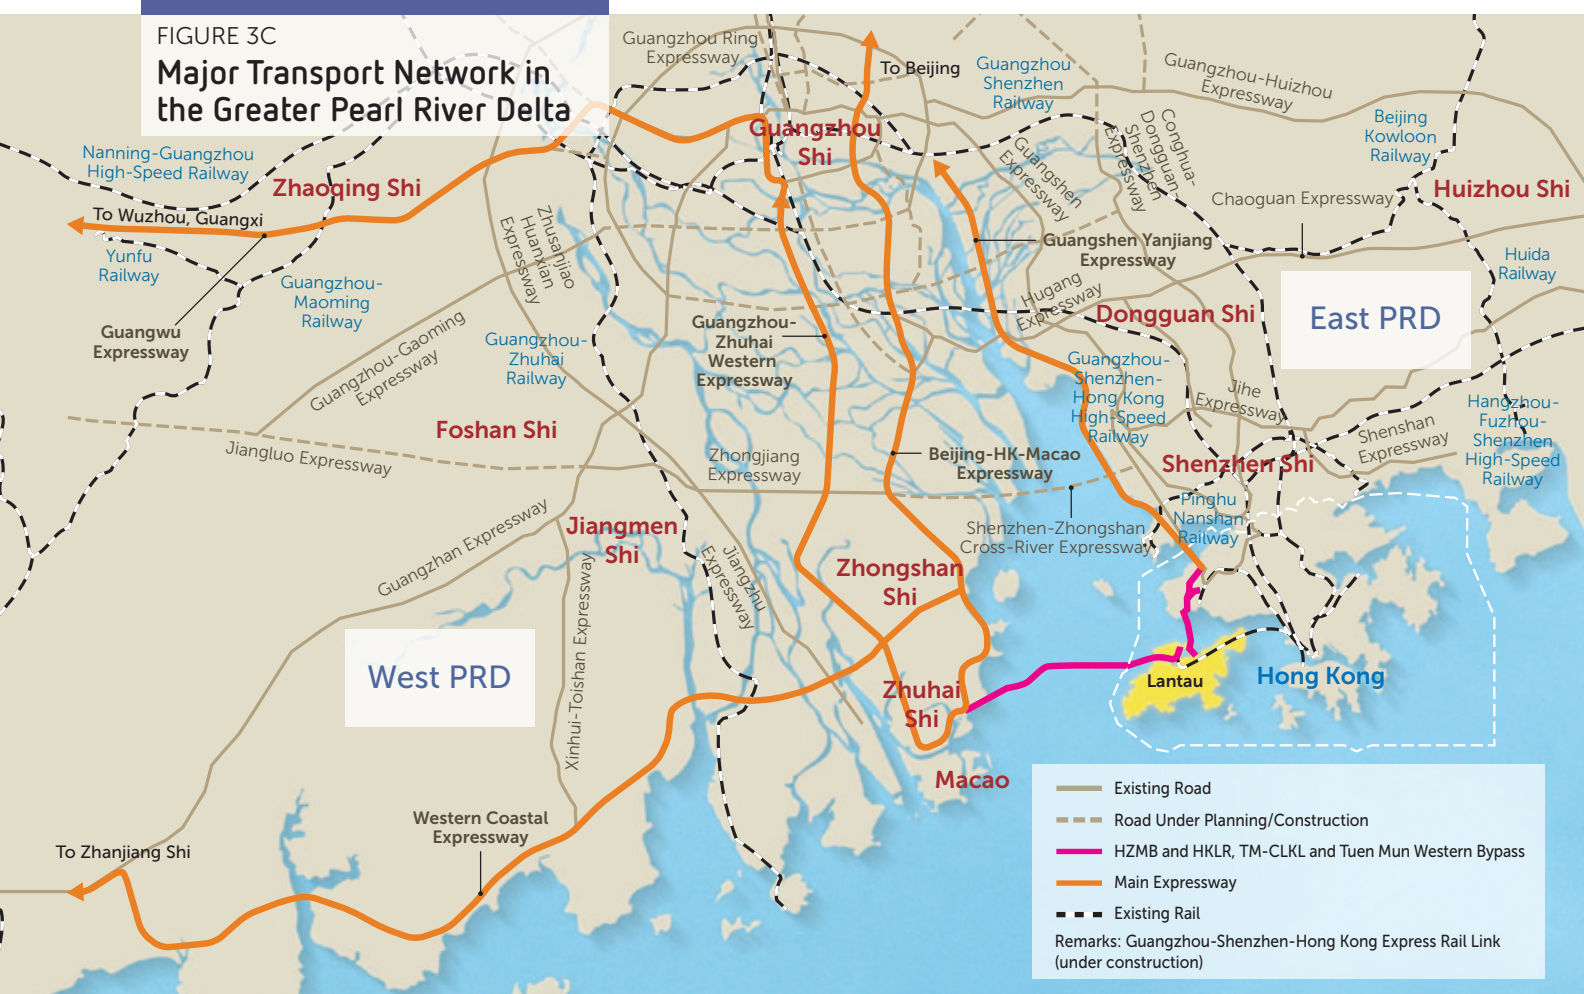 FIGURE 3C
Major Transport Network in
the Greater Pearl River Delta
Guangzhou Ring
Expressway
To Beijing
Guangzhou
Shenzhen
Railway
Guangzhou-Huizhou
Expressway
Beijing
Kowloon
Railway
Conghua-
Dongguan-
Shenzhen
Expressway
Guangzhou
Shi
Nanning-Guangzhou
High-Speed Railway
Zhaoqing Shi
Guangshen
Expressway
Huizhou Shi
Chaoguan Expressway
To Wuzhou, Guangxi
Yunfu
Railway
Zhusanjiao
Huanxian
Expressway
Guangshen Yanjiang
Expressway
Huida
Railway
Guangzhou-
Maoming
Railway
Hugang
Expressway
Dongguan Shi
East PRD
Guangwu
Expressway
Guangzhou-Gaoming
Expressway
Guangzhou-
Zhuhai
Railway
Guangzhou-
Zhuhai
Western
Expressway
Guangzhou-
Shenzhen-
Hong Kong
High-Speed
Railway
Jihe
Expressway
Hangzhou-
Fuzhou-
Shenzhen
High-Speed
Railway
Shenshan
Expressway
Foshan Shi
Jiangluo Expressway
Zhongjiang
Expressway
Beijing-HK-Macao
Expressway
Shenzhen Shi
Pinghu
Nanshan
Railway
Shenzhen-Zhongshan
Cross-River Expressway
Guangzhan Expressway
Jiangmen
Shi
Jiangzhu
Expressway
Zhongshan
Shi
Xinhui-Toishan Expressway
West PRD
Zhuhai
Shi
Lantau
Hong Kong
Macao
Western Coastal
Expressway
To Zhanjiang Shi
Existing Road
Road Under Planning/Construction
HZMB and HKLR, TM-CLKL and Tuen Mun Western Bypass
Main Expressway
Existing Rail
Remarks: Guangzhou-Shenzhen-Hong Kong Express Rail Link
(under construction)